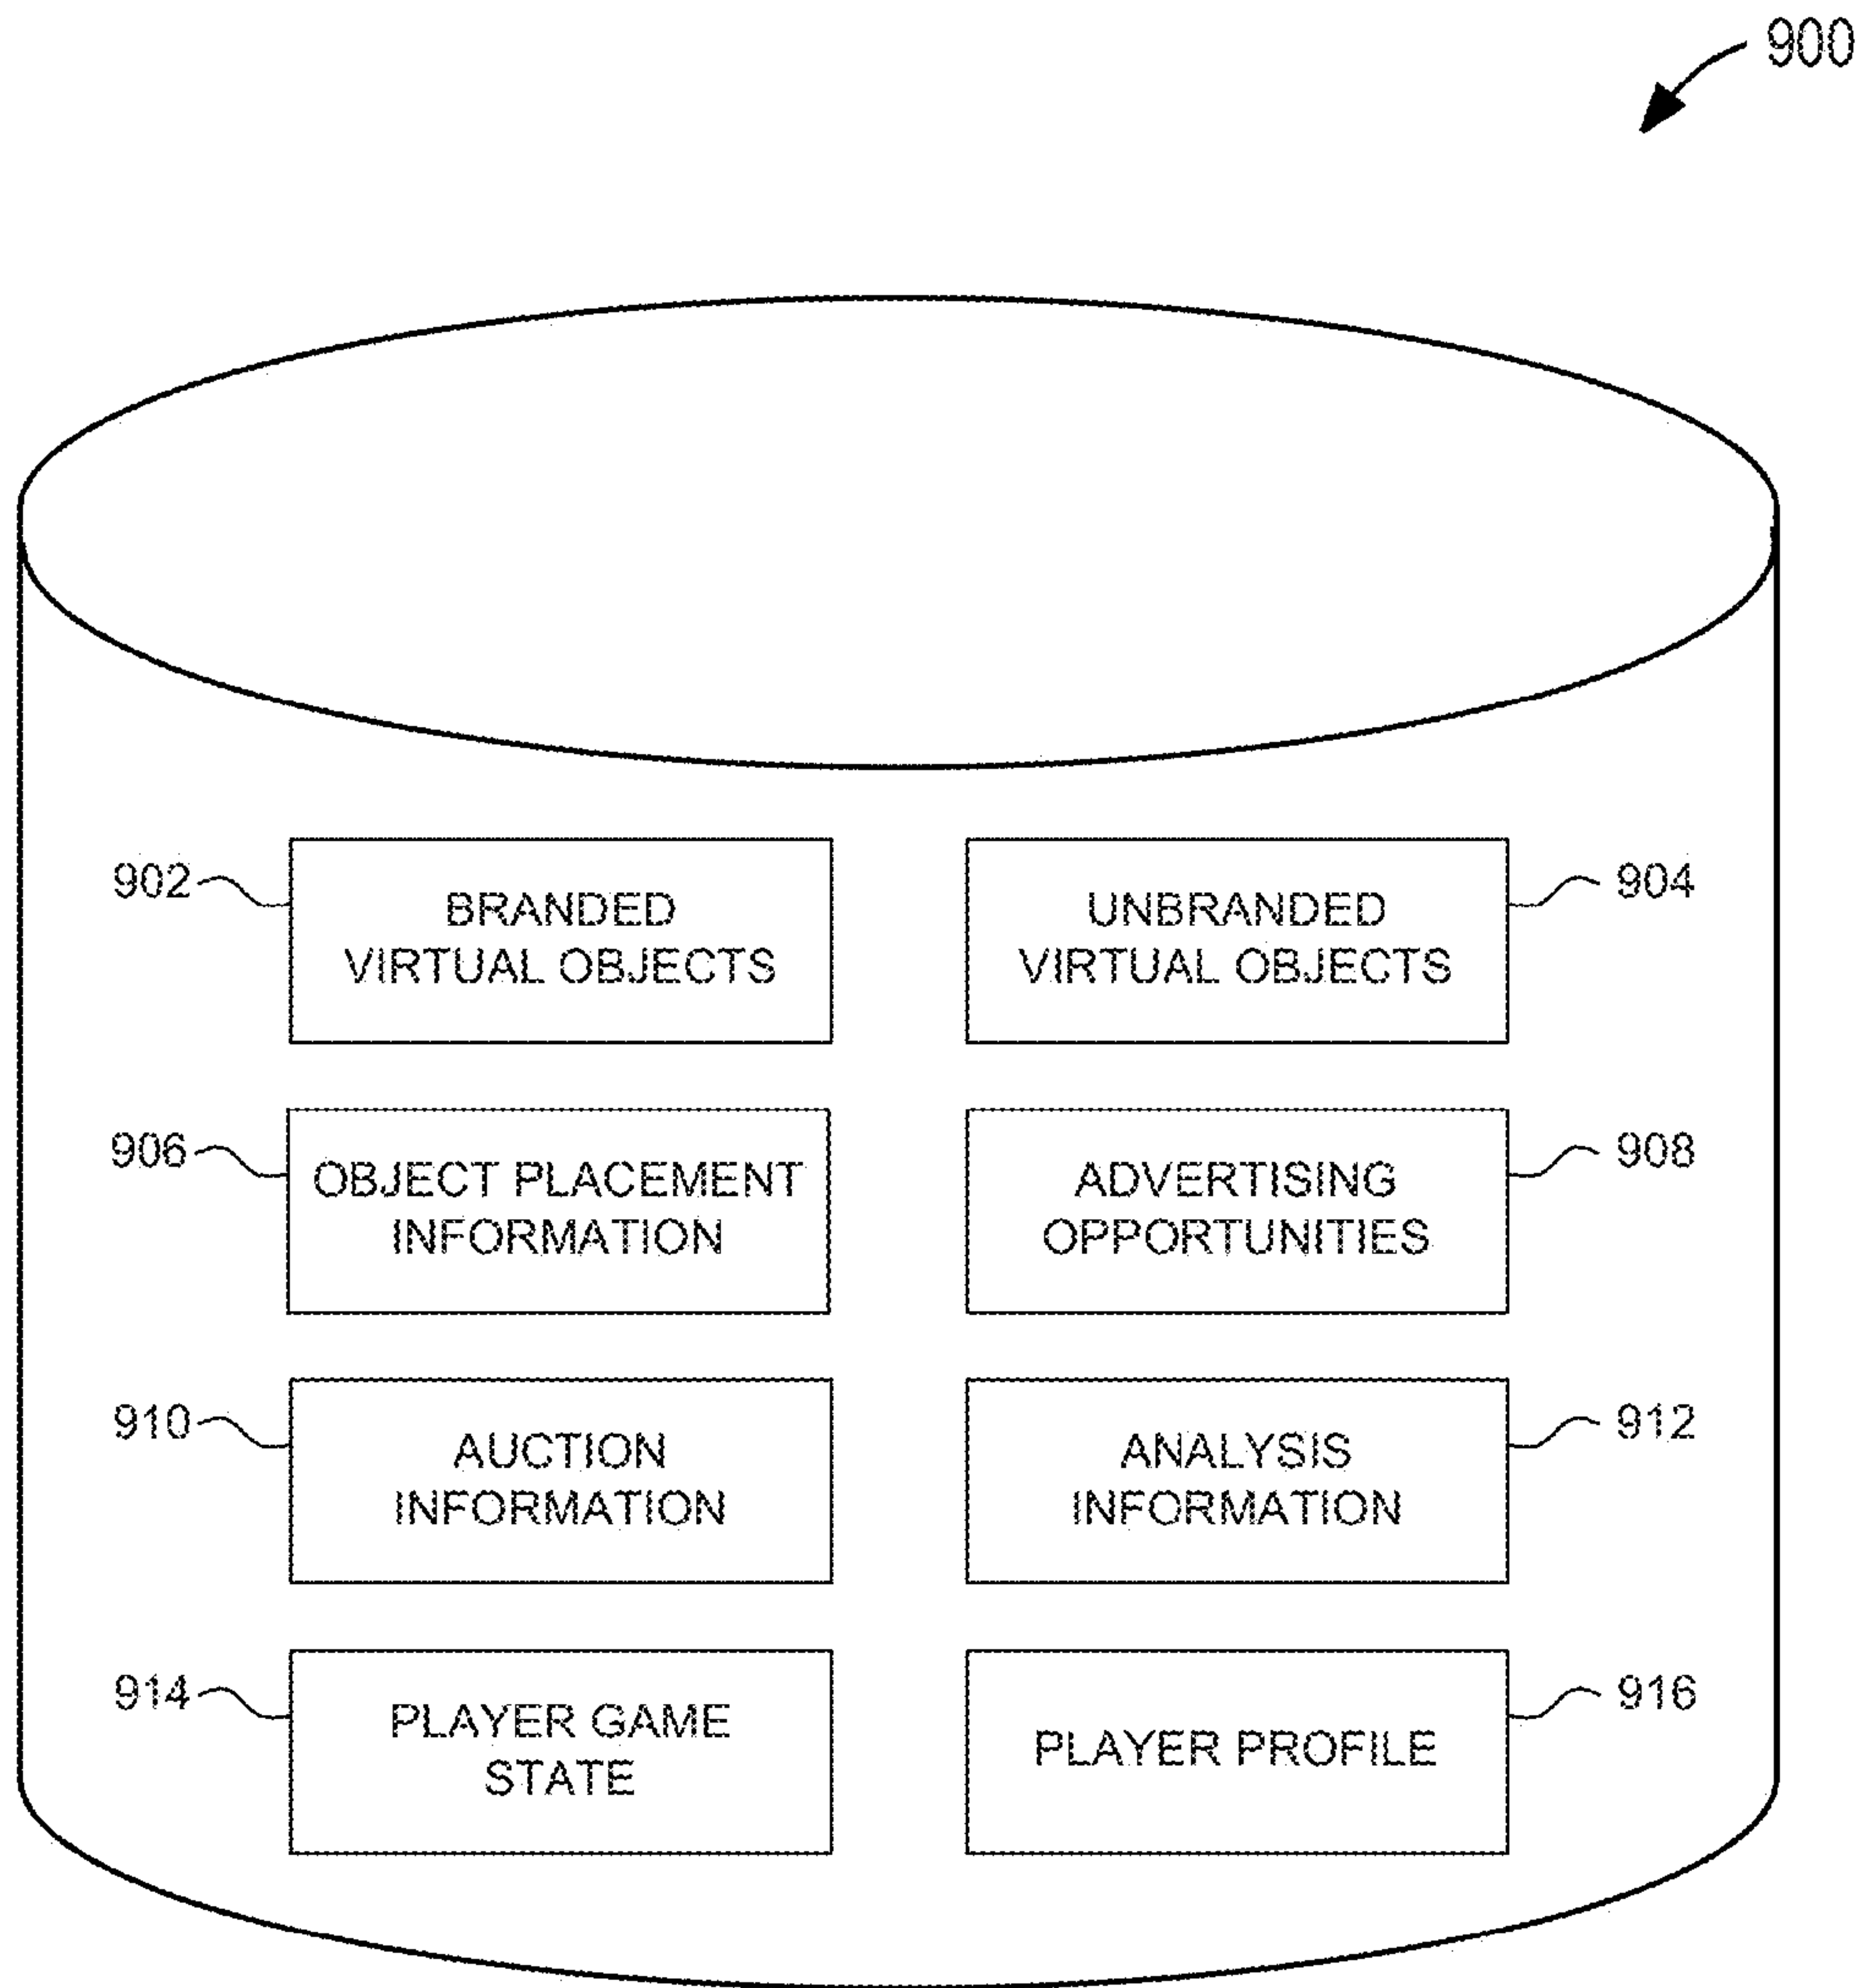 900
902
BRANDED
VIRTUAL OBJECTS
UNBRANDED
VIRTUAL OBJECTS
904
906
OBJECT PLACEMENT
INFORMATION
ADVERTISING
OPPORTUNITIES
908
910
AUCTION
INFORMATION
ANALYSIS
INFORMATION
912
914
PLAYER GAME
STATE
PLAYER PROFILE
916